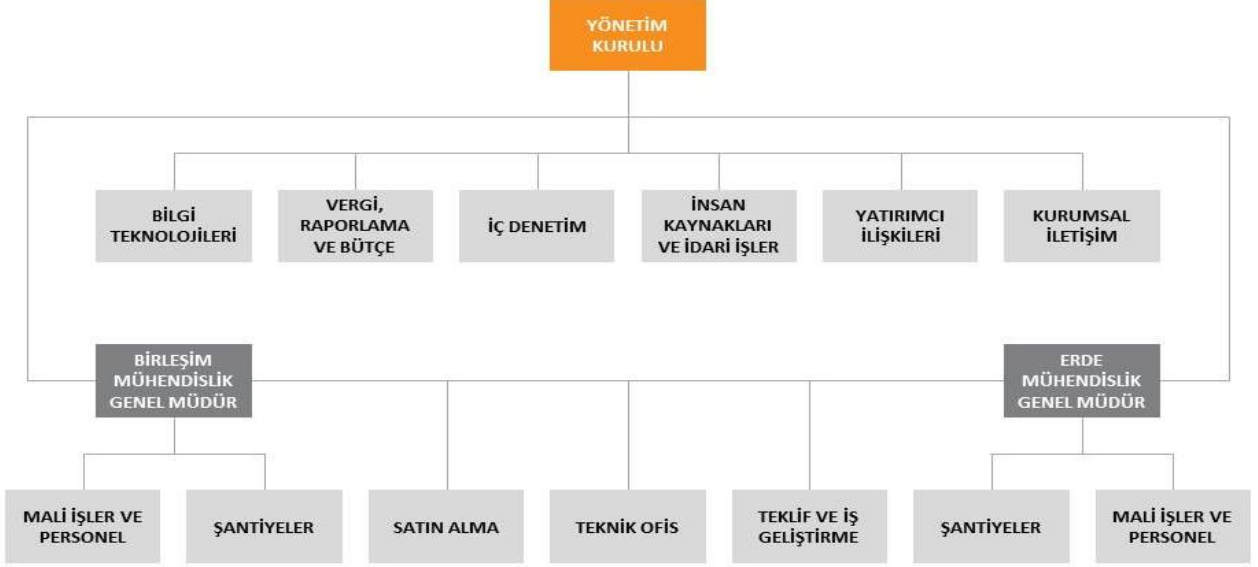 YÖNETİM
KURULU
BİLGİ
TEKNOLOJİLERİ
VERGİ,
RAPORLAMA
VE BÜTÇE
İÇ DENETİM
İNSAN
KAYNAKLARI
VE İDARİ İŞLER
YATIRIMCI
İLİŞKİLERİ
KURUMSAL
İLETİŞİM
BİRLEŞİM
MÜHENDİSLİK
GENEL MÜDÜR
ERDE
MÜHENDİSLİK
GENEL MÜDÜR
MALİ İŞLER VE
PERSONEL
ŞANTİYELER
SATIN ALMA
TEKNİK OFİS
TEKLİF VE İŞ
GELİŞTİRME
ŞANTİYELER
MALİ İŞLER VE
PERSONEL